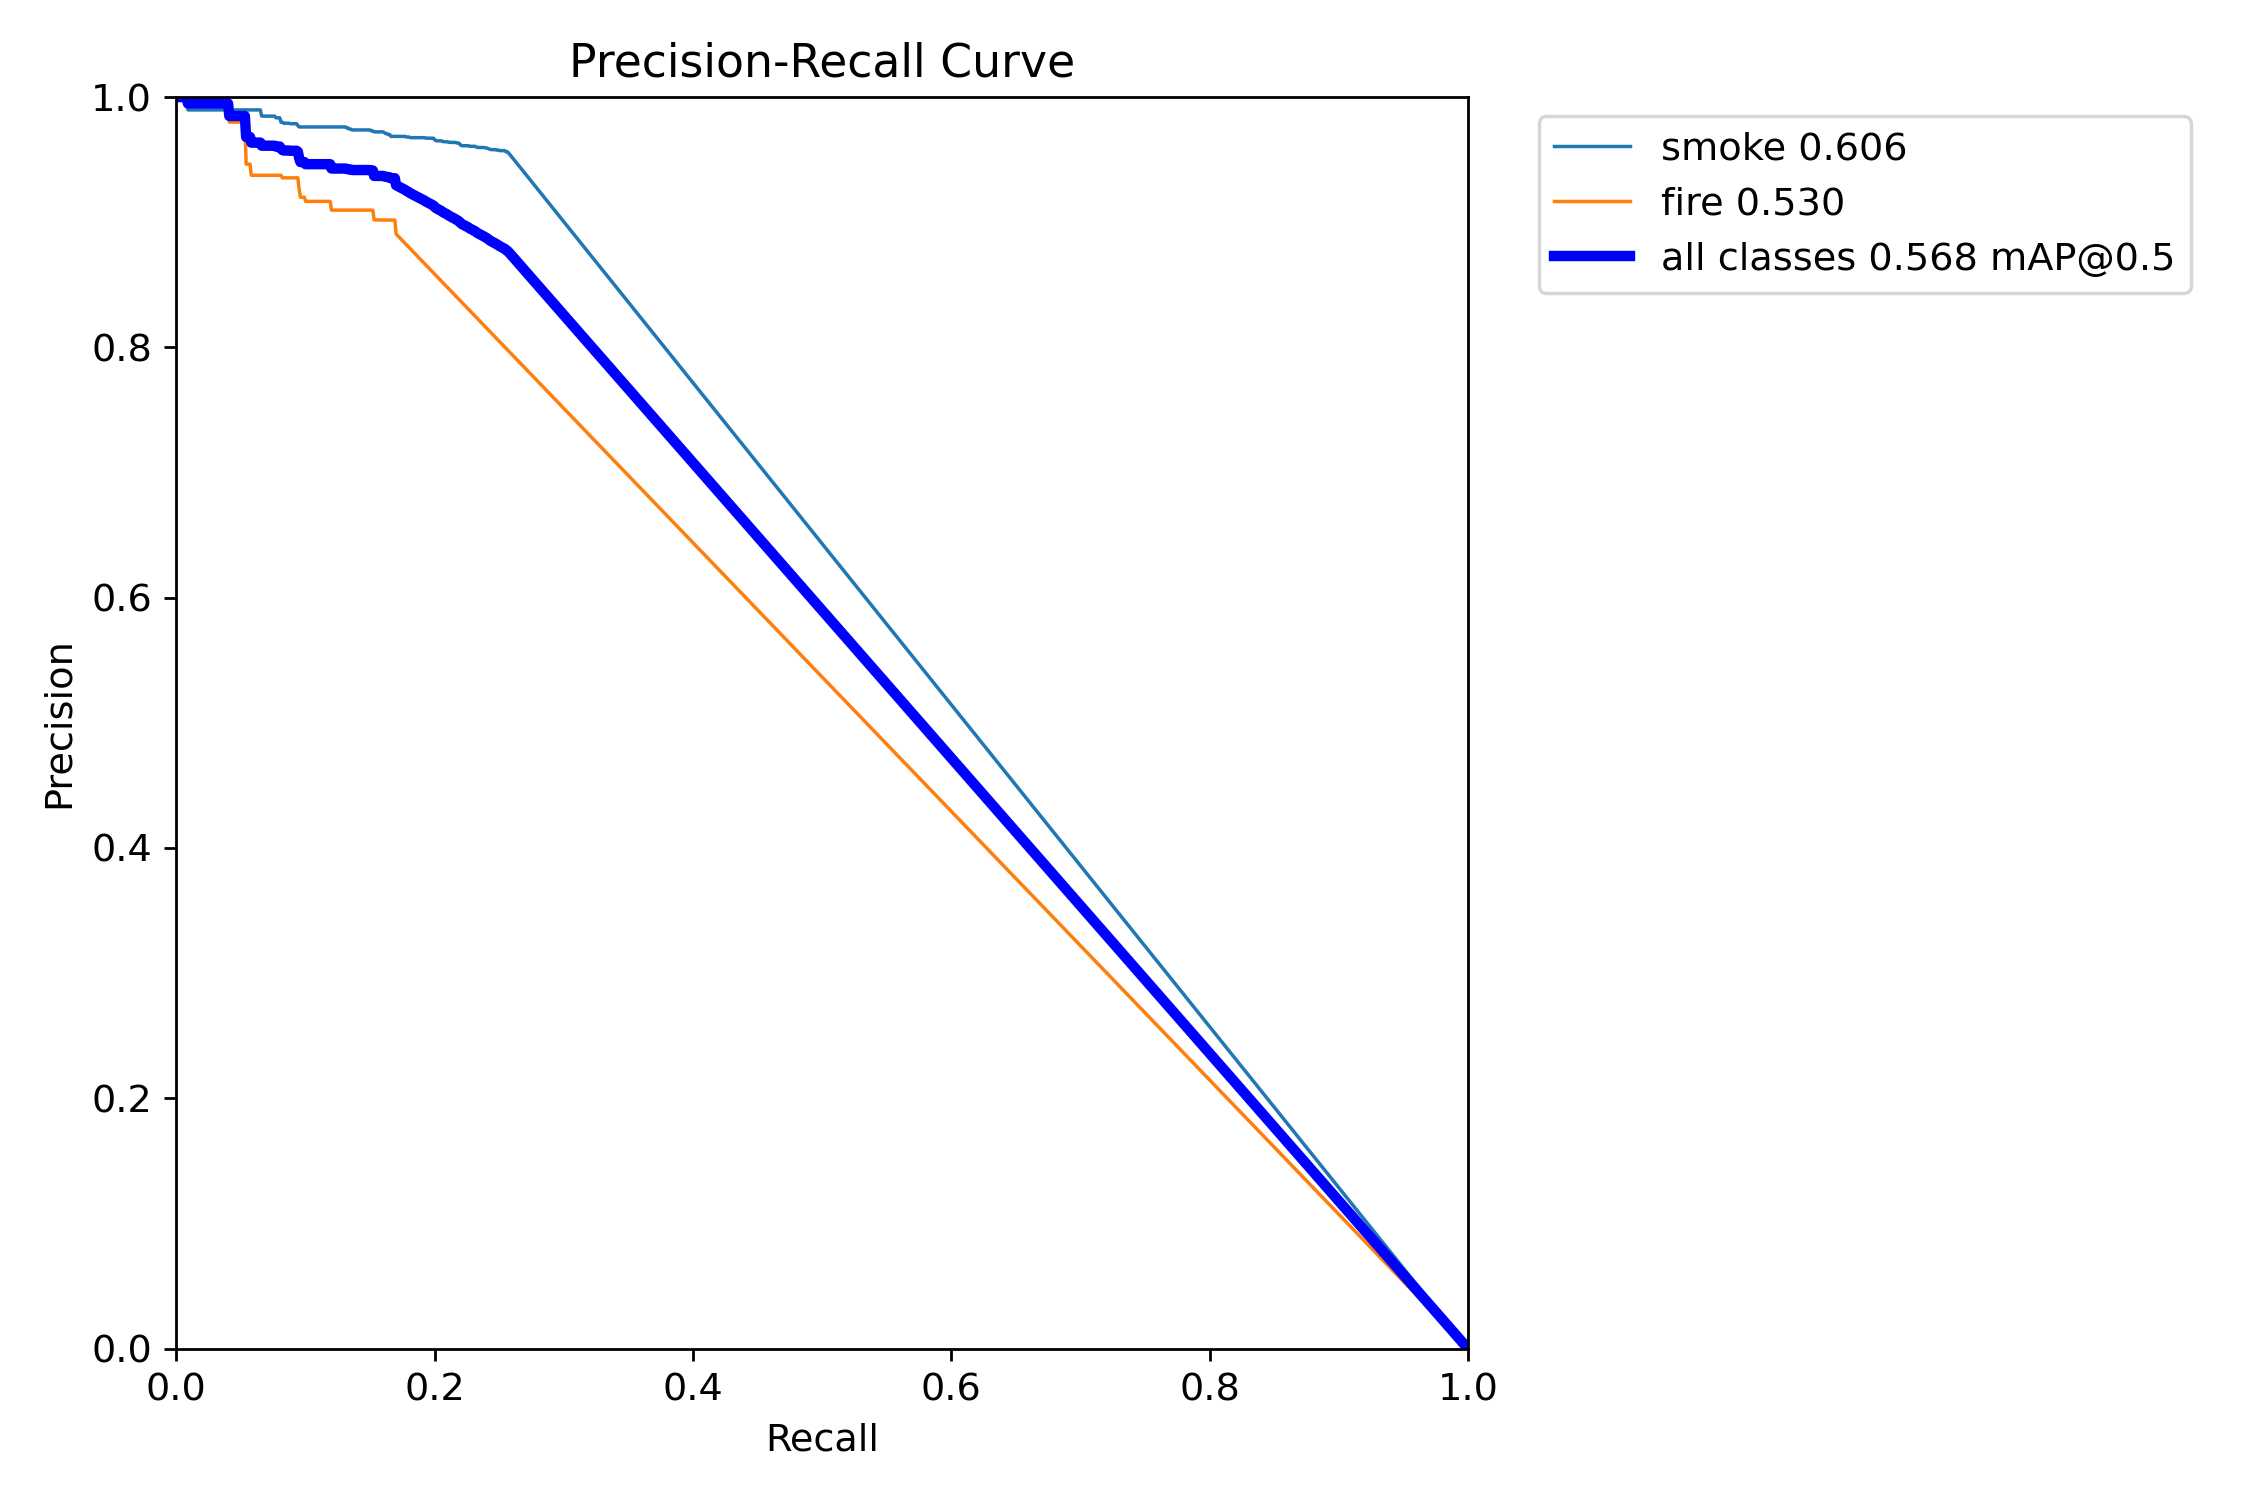 Precision-Recall Curve
1.0
0.8
0.6
0.4
0.2
0.0
Precision
0.0 0.2 0.4 0.6 0.8 1.0
Recall
smoke 0.606
fire 0.530
all classes 0.568 mAP@0.5